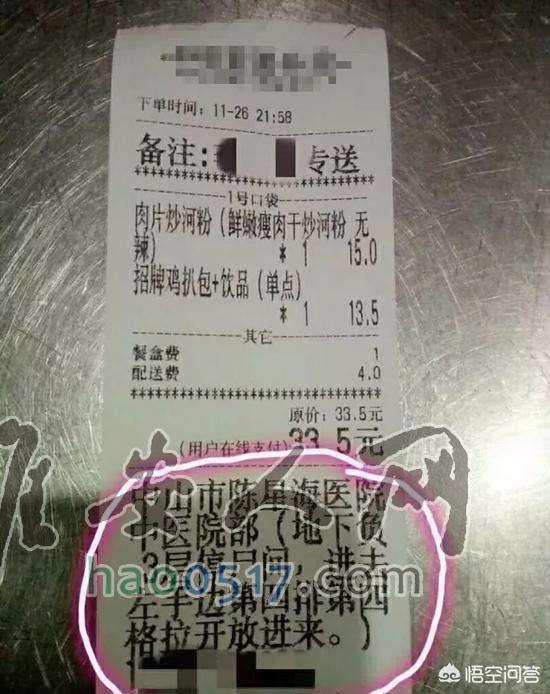 下单时间：11-26 21:58
备注： 专送
1号口袋
肉片炒河粉（鲜嫩瘦肉干炒河粉 无
辣） * 1 15.0
招牌鸡扒包+饮品（单点）
* 1 13.5
其它
餐盒费 1
配送费 4.0
原价：33.5元
(用户在线支付)33.5元
中山市陈星海医院
中医院部（地下负
3层停尸间，进去
左手边第四排第四
格拉开放进来。）
hao0517.com
悟空问答